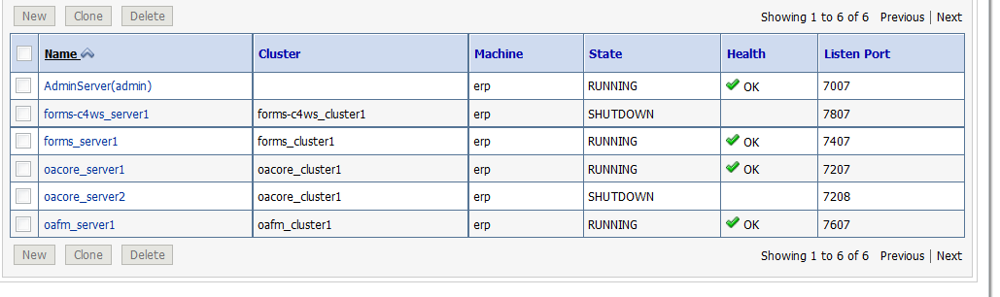 New Clone Delete Showing 1 to 6 of 6 Previous | Next
Name Cluster Machine State Health Listen Port
AdminServer(admin) erp RUNNING OK 7007
forms-c4ws_server1 forms-c4ws_cluster1 erp SHUTDOWN 7807
forms_server1 forms_cluster1 erp RUNNING OK 7407
oacore_server1 oacore_cluster1 erp RUNNING OK 7207
oacore_server2 oacore_cluster1 erp SHUTDOWN 7208
oafm_server1 oafm_cluster1 erp RUNNING OK 7607
New Clone Delete Showing 1 to 6 of 6 Previous | Next